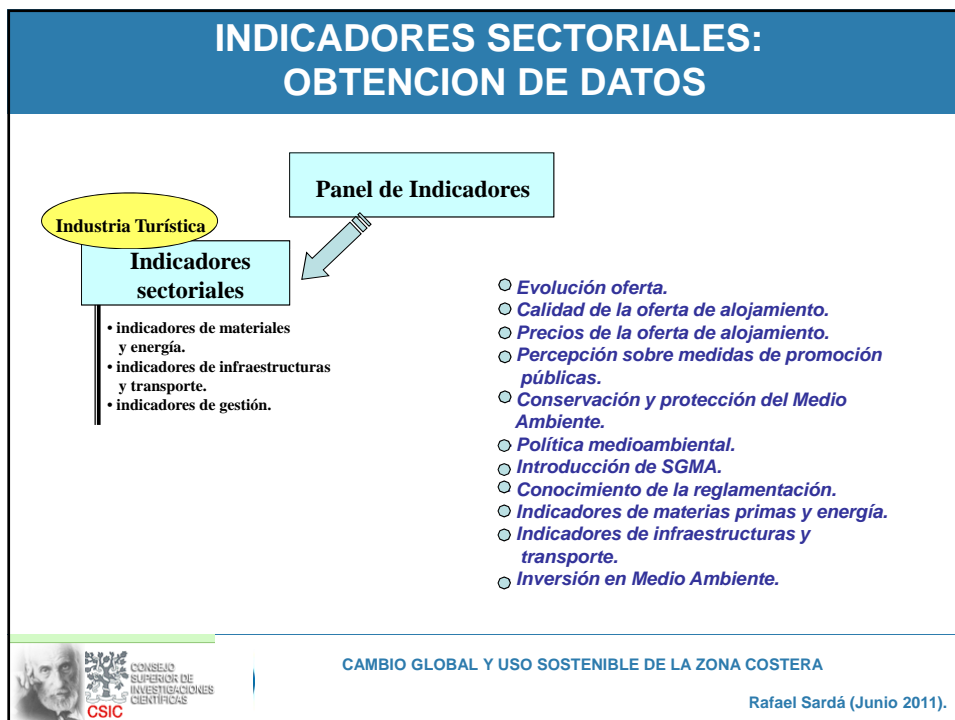 INDICADORES SECTORIALES:
OBTENCION DE DATOS
Panel de Indicadores
Industria Turística
Indicadores
sectoriales
• indicadores de materiales
y energía.
• indicadores de infraestructuras
y transporte.
• indicadores de gestión.
Evolución oferta.
Calidad de la oferta de alojamiento.
Precios de la oferta de alojamiento.
Percepción sobre medidas de promoción
públicas.
Conservación y protección del Medio
Ambiente.
Política medioambiental.
Introducción de SGMA.
Conocimiento de la reglamentación.
Indicadores de materias primas y energía.
Indicadores de infraestructuras y
transporte.
Inversión en Medio Ambiente.
CONSEJO
SUPERIOR DE
INVESTIGACIONES
CIENTÍFICAS
CSIC
CAMBIO GLOBAL Y USO SOSTENIBLE DE LA ZONA COSTERA
Rafael Sardá (Junio 2011).